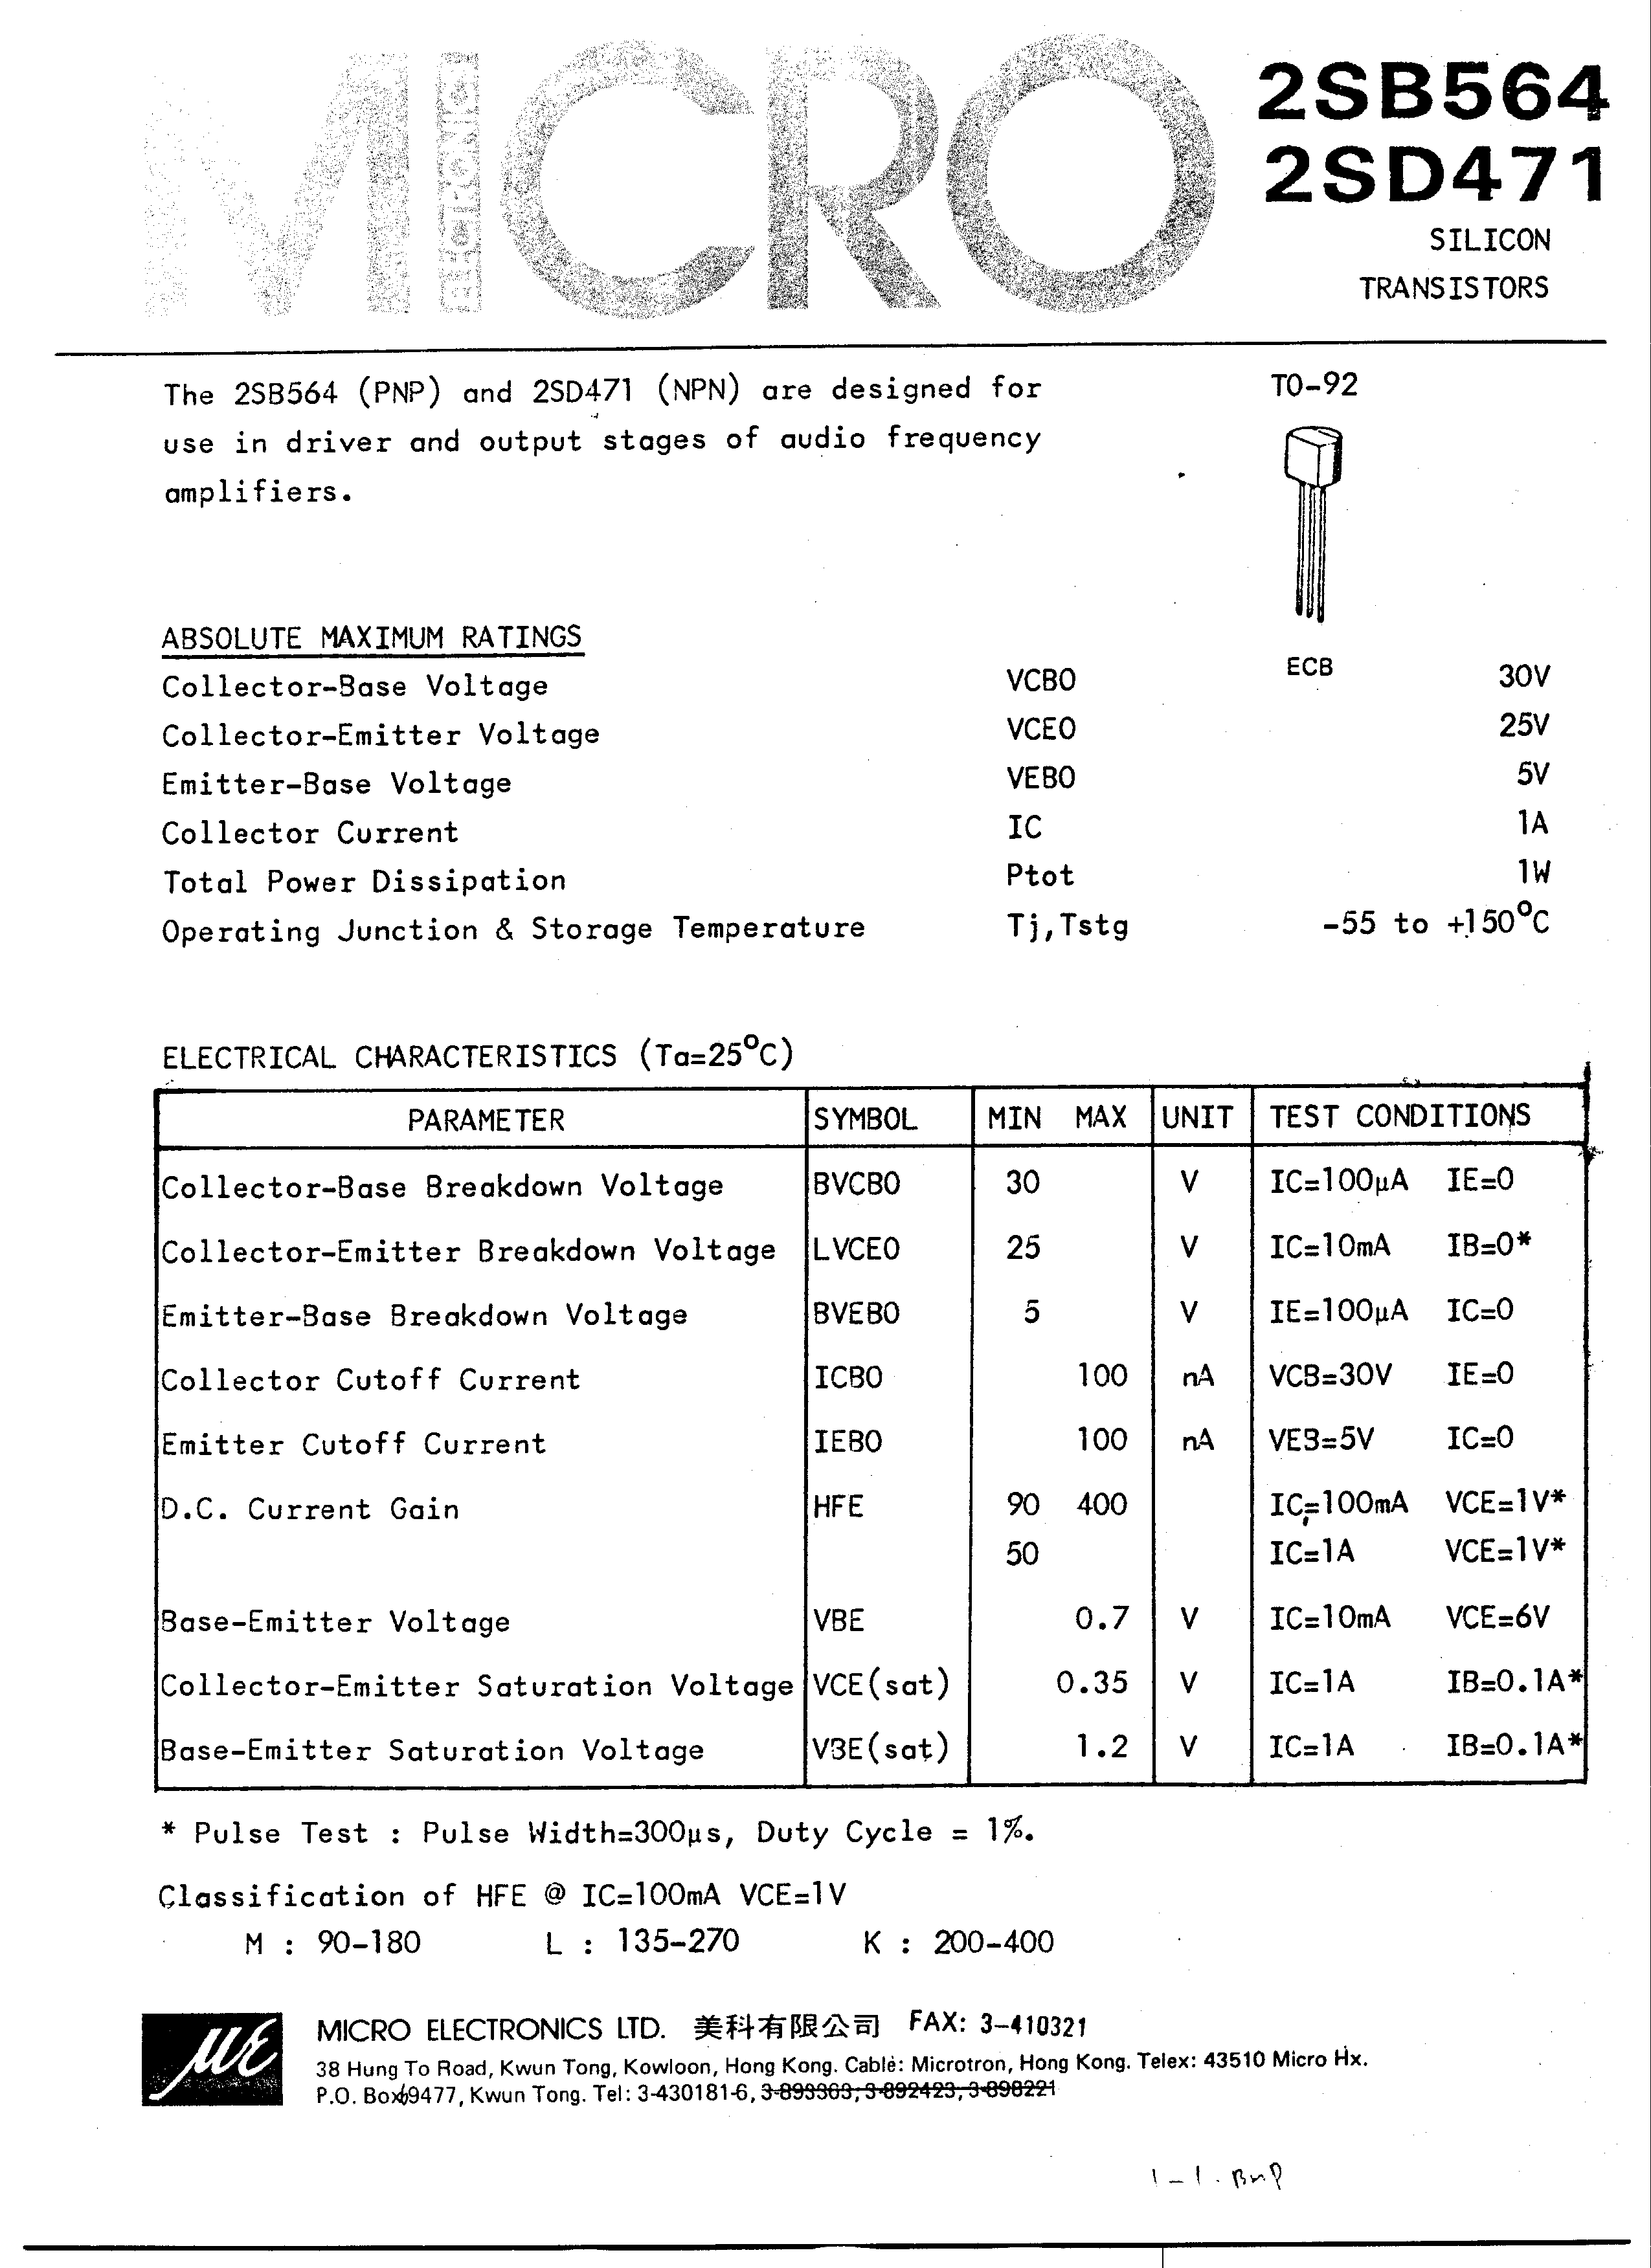 MICRO
ELECTRONICS
2SB564
2SD471
SILICON
TRANSISTORS
The 2SB564 (PNP) and 2SD471 (NPN) are designed for
use in driver and output stages of audio frequency
amplifiers.
TO-92
ECB
ABSOLUTE MAXIMUM RATINGS
Collector-Base Voltage VCBO 30V
Collector-Emitter Voltage VCEO 25V
Emitter-Base Voltage VEBO 5V
Collector Current IC 1A
Total Power Dissipation Ptot 1W
Operating Junction & Storage Temperature Tj,Tstg -55 to +150°C
ELECTRICAL CHARACTERISTICS (Ta=25°C)
PARAMETER SYMBOL MIN MAX UNIT TEST CONDITIONS
Collector-Base Breakdown Voltage BVCBO 30 V IC=100µA IE=0
Collector-Emitter Breakdown Voltage LVCEO 25 V IC=10mA IB=0*
Emitter-Base Breakdown Voltage BVEBO 5 V IE=100µA IC=0
Collector Cutoff Current ICBO 100 nA VCB=30V IE=0
Emitter Cutoff Current IEBO 100 nA VEB=5V IC=0
D.C. Current Gain HFE 90 400 IC=100mA VCE=1V*
50 IC=1A VCE=1V*
Base-Emitter Voltage VBE 0.7 V IC=10mA VCE=6V
Collector-Emitter Saturation Voltage VCE(sat) 0.35 V IC=1A IB=0.1A*
Base-Emitter Saturation Voltage VBE(sat) 1.2 V IC=1A IB=0.1A*
* Pulse Test : Pulse Width=300µs, Duty Cycle = 1%.
Classification of HFE @ IC=100mA VCE=1V
M : 90-180 L : 135-270 K : 200-400
µE
MICRO ELECTRONICS LTD. 美科有限公司 FAX: 3-410321
38 Hung To Road, Kwun Tong, Kowloon, Hong Kong. Cable: Microtron, Hong Kong. Telex: 43510 Micro Hx.
P.O. Box69477, Kwun Tong. Tel: 3-430181-6, 3-893363, 3-892423, 3-898221
1-1.BMP